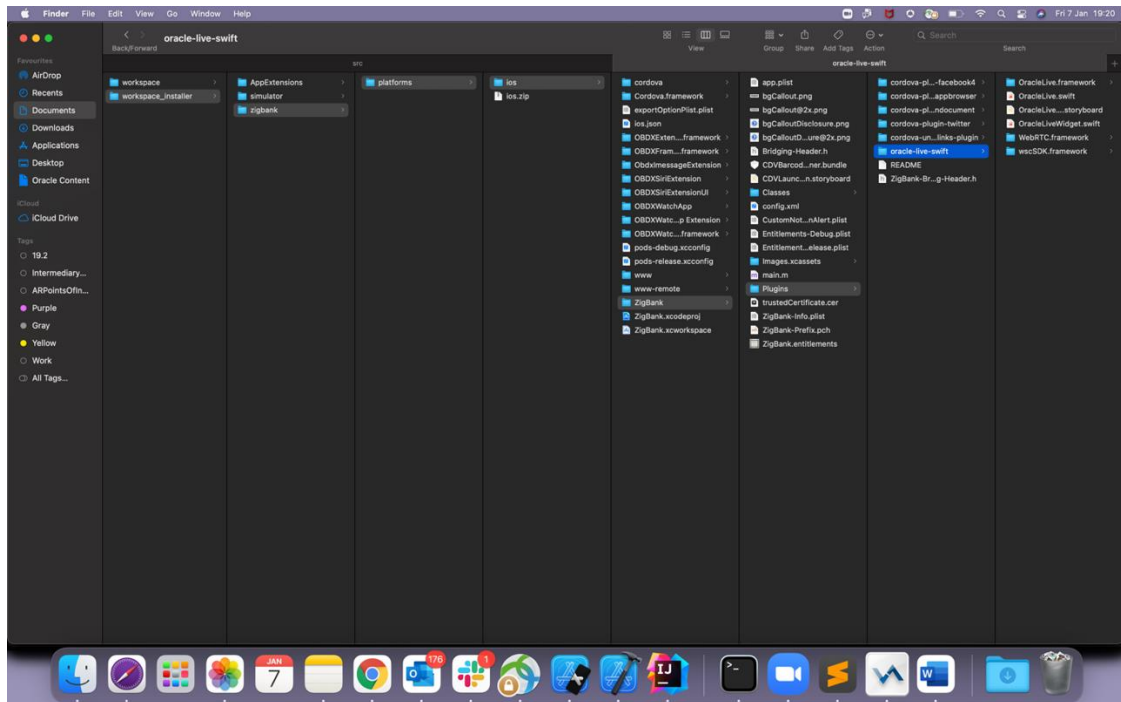 Finder File Edit View Go Window Help
Fri 7 Jan 19:20
oracle-live-swift
Back/Forward
View
Group Share Add Tags Action
Search
Search
src
oracle-live-swift
Favourites
AirDrop
Recents
Documents
Downloads
Applications
Desktop
Oracle Content
iCloud
iCloud Drive
Tags
19.2
Intermediary...
ARPointsOfIn...
Purple
Gray
Yellow
Work
All Tags...
workspace
workspace_installer
AppExtensions
simulator
zigbank
platforms
ios
ios.zip
cordova
Cordova.framework
exportOptionPlist.plist
ios.json
OBDXExten....framework
OBDXFram....framework
ObdxImessageExtension
OBDXSiriExtension
OBDXSiriExtensionUI
OBDXWatchApp
OBDXWatc...p Extension
OBDXWatc....framework
pods-debug.xcconfig
pods-release.xcconfig
www
www-remote
ZigBank
ZigBank.xcodeproj
ZigBank.xcworkspace
app.plist
bgCallout.png
bgCallout@2x.png
bgCalloutDisclosure.png
bgCalloutD...ure@2x.png
Bridging-Header.h
CDVBarcod...ner.bundle
CDVLaunc...n.storyboard
Classes
config.xml
CustomNot...nAlert.plist
Entitlements-Debug.plist
Entitlement...elease.plist
Images.xcassets
main.m
Plugins
trustedCertificate.cer
ZigBank-Info.plist
ZigBank-Prefix.pch
ZigBank.entitlements
cordova-pl...-facebook4
cordova-pl...appbrowser
cordova-pl...ndocument
cordova-plugin-twitter
cordova-un...links-plugin
oracle-live-swift
README
ZigBank-Br...g-Header.h
OracleLive.framework
OracleLive.swift
OracleLive....storyboard
OracleLiveWidget.swift
WebRTC.framework
wscSDK.framework
JAN
7
176
1
IJ
W